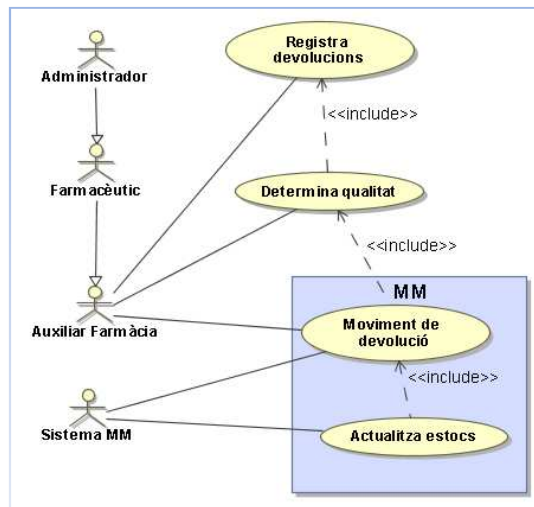 Administrador
Registra
devolucions
<<include>>
Farmacèutic
Determina qualitat
<<include>>
MM
Auxiliar Farmàcia
Moviment de
devolució
<<include>>
Sistema MM
Actualitza estocs